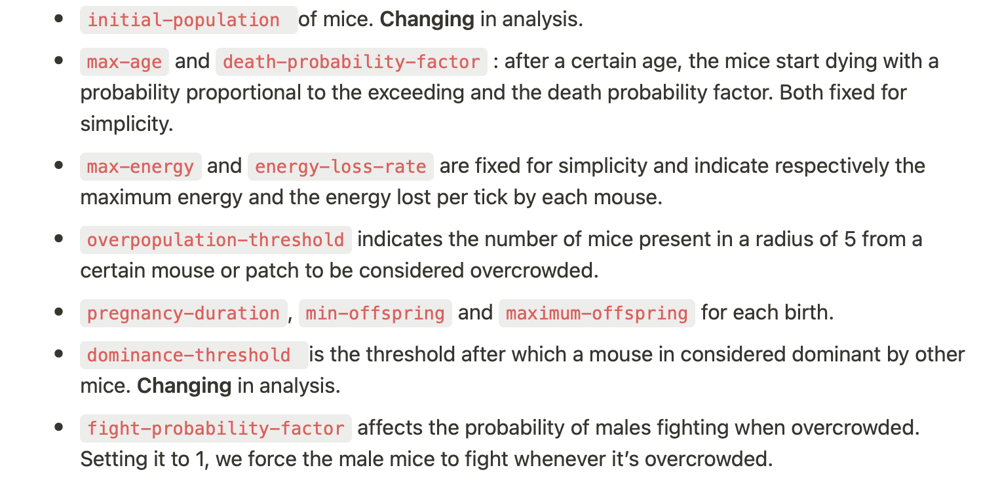 • initial-population of mice. Changing in analysis.
• max-age and death-probability-factor : after a certain age, the mice start dying with a
probability proportional to the exceeding and the death probability factor. Both fixed for
simplicity.
• max-energy and energy-loss-rate are fixed for simplicity and indicate respectively the
maximum energy and the energy lost per tick by each mouse.
• overpopulation-threshold indicates the number of mice present in a radius of 5 from a
certain mouse or patch to be considered overcrowded.
• pregnancy-duration, min-offspring and maximum-offspring for each birth.
• dominance-threshold is the threshold after which a mouse in considered dominant by other
mice. Changing in analysis.
• fight-probability-factor affects the probability of males fighting when overcrowded.
Setting it to 1, we force the male mice to fight whenever it’s overcrowded.